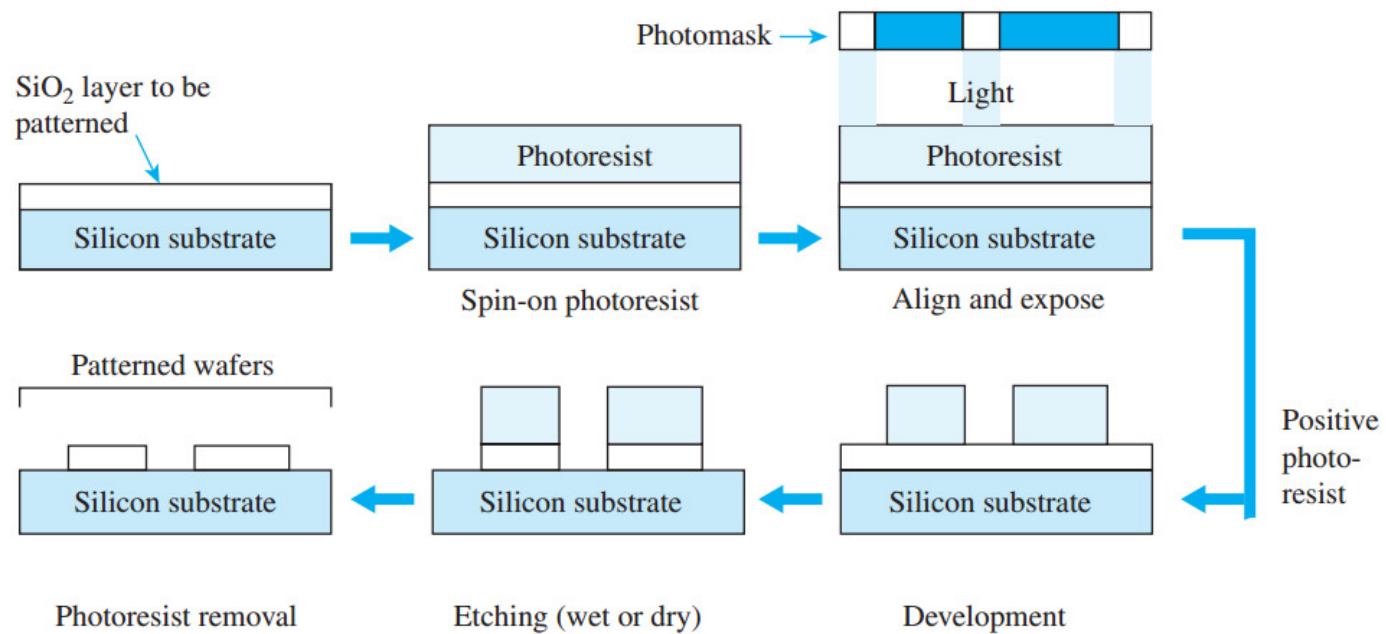 Photomask
SiO₂ layer to be
patterned
Light
Photoresist
Photoresist
Silicon substrate
Silicon substrate
Silicon substrate
Spin-on photoresist
Align and expose
Patterned wafers
Positive
photo-
resist
Silicon substrate
Silicon substrate
Silicon substrate
Photoresist removal
Etching (wet or dry)
Development